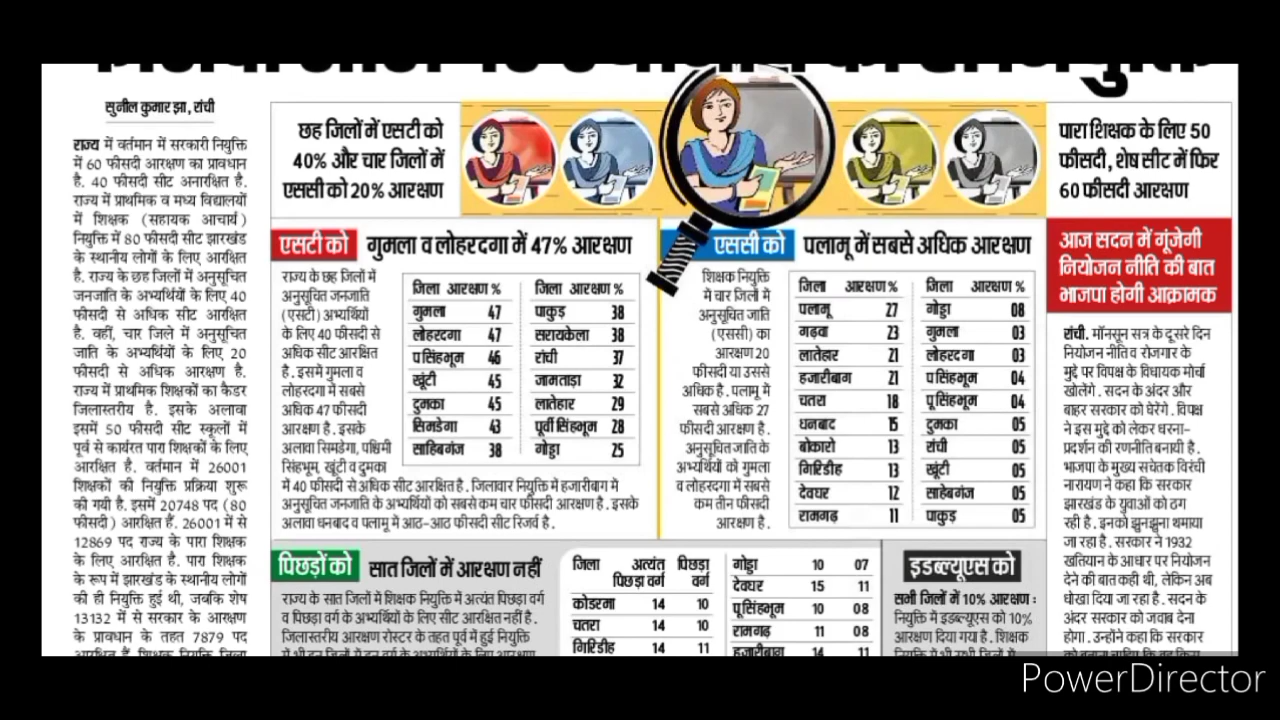 सुनील कुमार झा, रांची
राज्य में वर्तमान में सरकारी नियुक्ति
में 60 फीसदी आरक्षण का प्रावधान
है. 40 फीसदी सीट अनारक्षित है.
राज्य में प्राथमिक व मध्य विद्यालयों
में शिक्षक (सहायक आचार्य)
नियुक्ति में 80 फीसदी सीट झारखंड
के स्थानीय लोगों के लिए आरक्षित
है. राज्य के छह जिलों में अनुसूचित
जनजाति के अभ्यर्थियों के लिए 40
फीसदी से अधिक सीट आरक्षित
है. वहीं, चार जिले में अनुसूचित
जाति के अभ्यर्थियों के लिए 20
फीसदी से अधिक आरक्षण है.
राज्य में प्राथमिक शिक्षकों का कैडर
जिलास्तरीय है. इसके अलावा
इसमें 50 फीसदी सीट स्कूलों में
पूर्व से कार्यरत पारा शिक्षकों के लिए
आरक्षित है. वर्तमान में 26001
शिक्षकों की नियुक्ति प्रक्रिया शुरू
की गयी है. इसमें 20748 पद (80
फीसदी) आरक्षित हैं. 26001 में से
12869 पद राज्य के पारा शिक्षक
के लिए आरक्षित है. पारा शिक्षक
के रूप में झारखंड के स्थानीय लोगों
की ही नियुक्ति हुई थी, जबकि शेष
13132 में से सरकार के आरक्षण
के प्रावधान के तहत 7879 पद
आरक्षित हैं. शिक्षक नियुक्ति जिला
छह जिलों में एसटी को
40% और चार जिलों में
एससी को 20% आरक्षण
एसटी को गुमला व लोहरदगा में 47% आरक्षण
राज्य के छह जिलों में
अनुसूचित जनजाति
(एसटी) अभ्यर्थियों
के लिए 40 फीसदी से
अधिक सीट आरक्षित
है. इसमें गुमला व
लोहरदगा में सबसे
अधिक 47 फीसदी
आरक्षण है. इसके
अलावा सिमडेगा, पश्चिमी
सिंहभूम, खूंटी व दुमका
में 40 फीसदी से अधिक सीट आरक्षित है. जिलावार नियुक्ति में हजारीबाग में
अनुसूचित जनजाति के अभ्यर्थियों को सबसे कम चार फीसदी आरक्षण है. इसके
अलावा धनबाद व पलामू में आठ-आठ फीसदी सीट रिजर्व है.
जिला आरक्षण % जिला आरक्षण %
गुमला 47 पाकुड़ 38
लोहरदगा 47 सरायकेला 38
प सिंहभूम 46 रांची 37
खूंटी 45 जामताड़ा 32
दुमका 45 लातेहार 29
सिमडेगा 43 पूर्वी सिंहभूम 28
साहिबगंज 38 गोड्डा 25
एससी को पलामू में सबसे अधिक आरक्षण
शिक्षक नियुक्ति
में चार जिलों में
अनुसूचित जाति
(एससी) का
आरक्षण 20
फीसदी या उससे
अधिक है. पलामू में
सबसे अधिक 27
फीसदी आरक्षण है.
अनुसूचित जाति के
अभ्यर्थियों को गुमला
व लोहरदगा में सबसे
कम तीन फीसदी
आरक्षण है.
जिला आरक्षण% जिला आरक्षण%
पलामू 27 गोड्डा 08
गढ़वा 23 गुमला 03
लातेहार 21 लोहरदगा 03
हजारीबाग 21 प सिंहभूम 04
चतरा 18 पू सिंहभूम 04
धनबाद 15 दुमका 05
बोकारो 13 रांची 05
गिरिडीह 13 खूंटी 05
देवघर 12 साहेबगंज 05
रामगढ़ 11 पाकुड़ 05
पिछड़ों को सात जिलों में आरक्षण नहीं
राज्य के सात जिलों में शिक्षक नियुक्ति में अत्यंत पिछड़ा वर्ग
व पिछड़ा वर्ग के अभ्यर्थियों के लिए सीट आरक्षित नहीं है.
जिलास्तरीय आरक्षण रोस्टर के तहत पूर्व में हुई नियुक्ति
में भी इन जिलों में इन वर्ग के अभ्यर्थियों के लिए आरक्षण
जिला अत्यंत पिछड़ा वर्ग पिछड़ा वर्ग
कोडरमा 14 10
चतरा 14 10
गिरिडीह 14 11
गोड्डा 10 07
देवघर 15 11
पू सिंहभूम 10 08
रामगढ़ 11 08
हजारीबाग 14 11
इडब्ल्यूएस को
सभी जिलों में 10% आरक्षण :
नियुक्ति में इडब्ल्यूएस को 10%
आरक्षण दिया गया है. शिक्षक
नियुक्ति में भी सभी जिलों में
पारा शिक्षक के लिए 50
फीसदी, शेष सीट में फिर
60 फीसदी आरक्षण
आज सदन में गूंजेगी
नियोजन नीति की बात
भाजपा होगी आक्रामक
रांची. मॉनसून सत्र के दूसरे दिन
नियोजन नीति व रोजगार के
मुद्दे पर विपक्ष के विधायक मोर्चा
खोलेंगे. सदन के अंदर और
बाहर सरकार को घेरेंगे. विपक्ष
ने इस मुद्दे को लेकर धरना-
प्रदर्शन की रणनीति बनायी है.
भाजपा के मुख्य सचेतक विरंची
नारायण ने कहा कि सरकार
झारखंड के युवाओं को ठग
रही है. इनको झुनझुना थमाया
जा रहा है. सरकार ने 1932
खतियान के आधार पर नियोजन
देने की बात कही थी, लेकिन अब
धोखा दिया जा रहा है. सदन के
अंदर सरकार को जवाब देना
होगा. उन्होंने कहा कि सरकार
PowerDirector